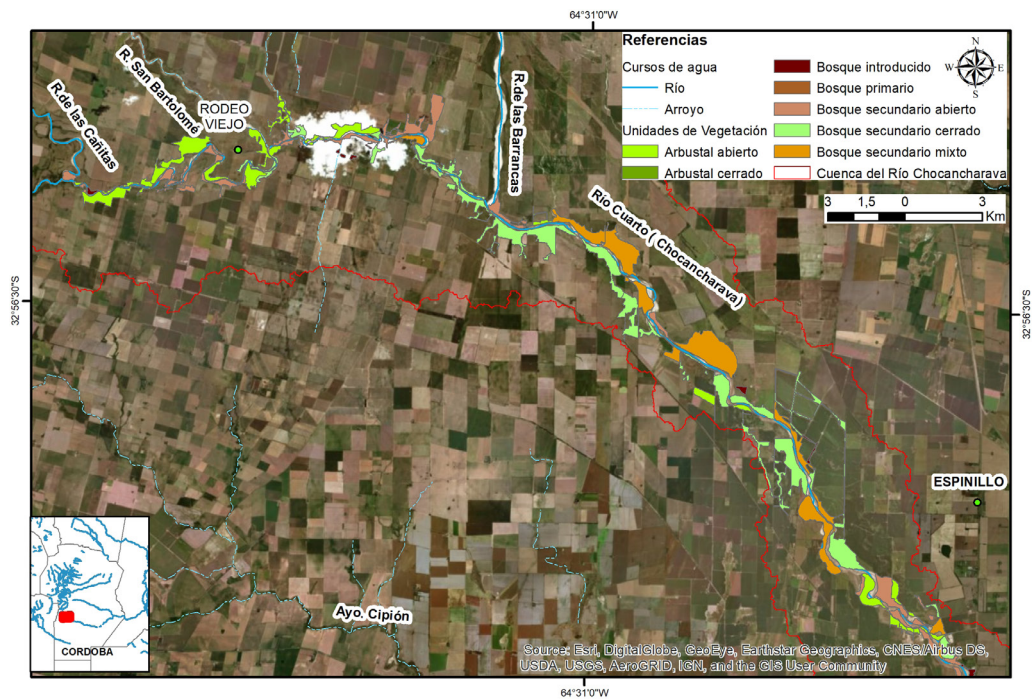 64°31'0"W
Referencias
Cursos de agua
Río
Arroyo
Unidades de Vegetación
Arbustal abierto
Arbustal cerrado
Bosque introducido
Bosque primario
Bosque secundario abierto
Bosque secundario cerrado
Bosque secundario mixto
Cuenca del Río Chocancharava
N
W
E
S
3 1,5 0 3
Km
R. San Bartolomé
R.de las Cañitas
RODEO
VIEJO
R.de las Barrancas
Río Cuarto ( Chocancharava)
32°56'30"S
32°56'30"S
ESPINILLO
Ayo. Cipión
CORDOBA
Source: Esri, DigitalGlobe, GeoEye, Earthstar Geographics, CNES/Airbus DS,
USDA, USGS, AeroGRID, IGN, and the GIS User Community
64°31'0"W